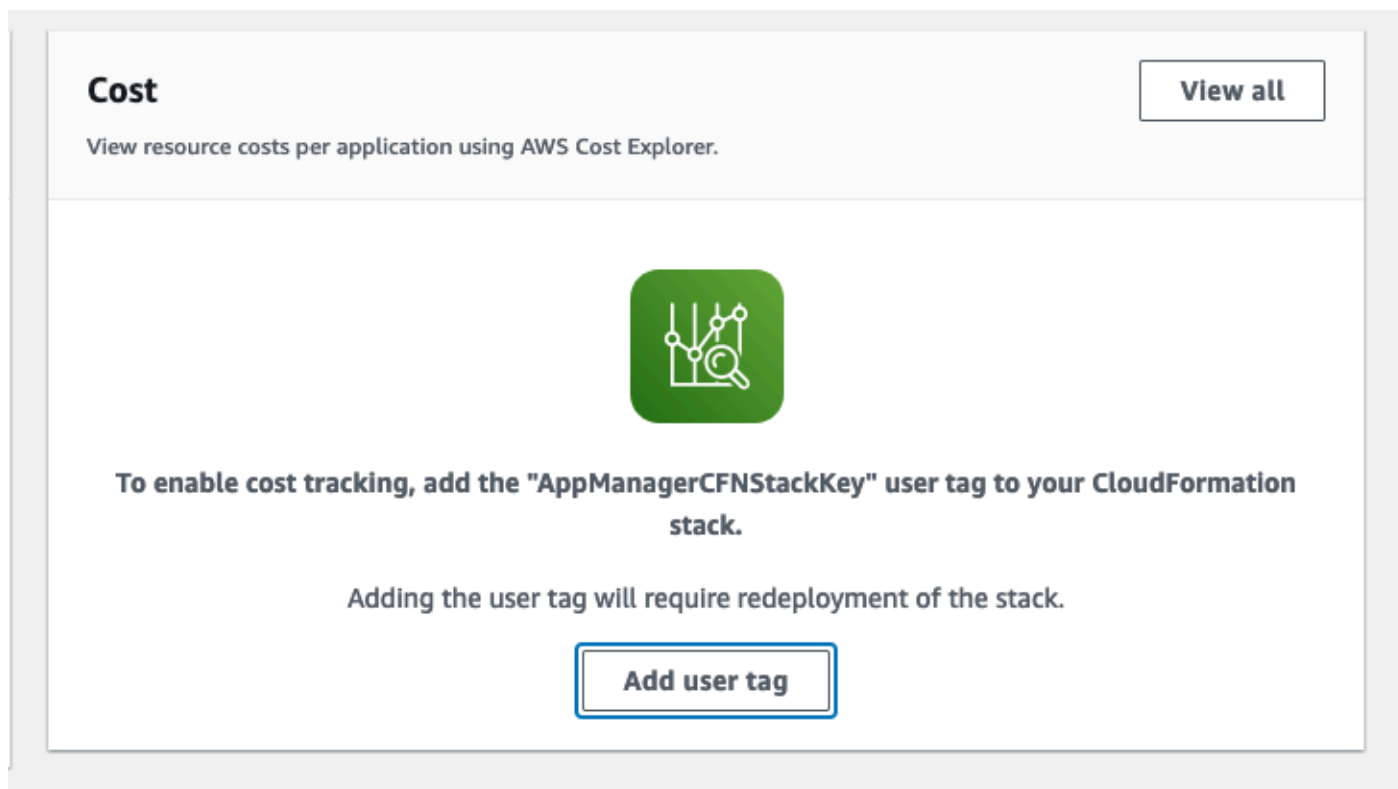 Cost
View all
View resource costs per application using AWS Cost Explorer.
To enable cost tracking, add the "AppManagerCFNStackKey" user tag to your CloudFormation
stack.
Adding the user tag will require redeployment of the stack.
Add user tag